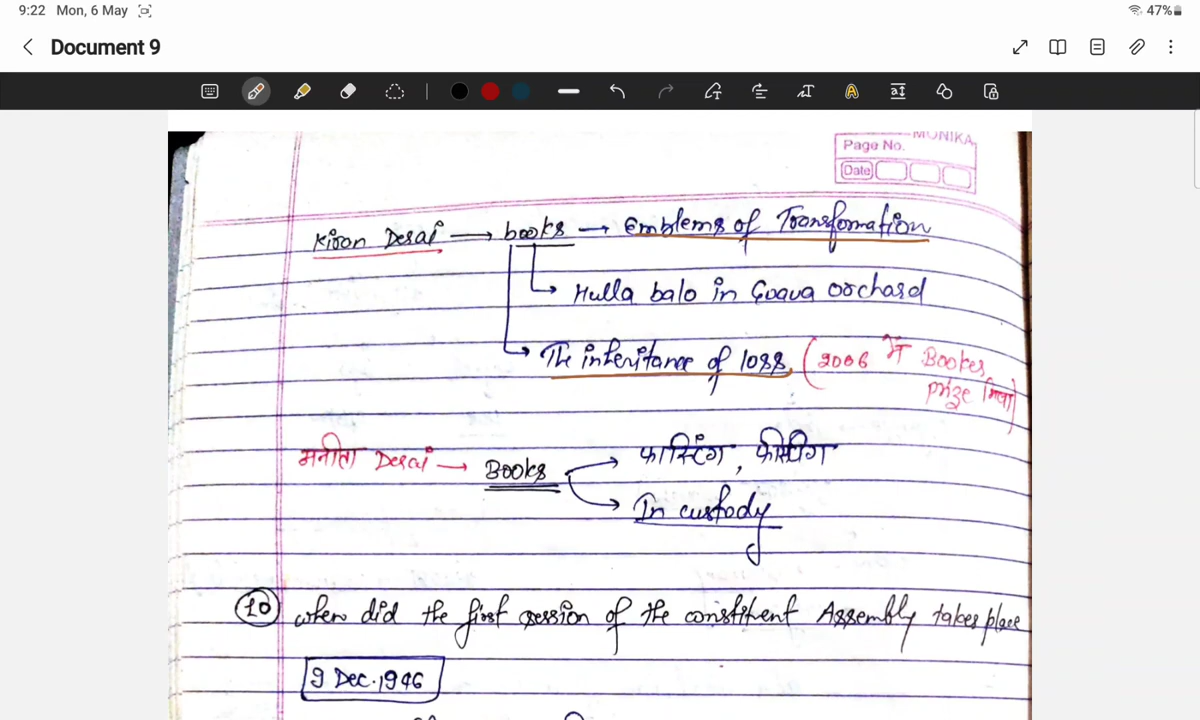 9:22 Mon, 6 May 47%
Document 9
MONIKA
Page No.
Date
Kiran Desai → books → Emblems of Transformation
Hulla balo in Guava orchard
The inheritance of loss (2006 में Booker
prize मिला)
मनीता Desai → Books → फास्टिंग, फीस्टिंग
In custody
10 when did the first session of the constituent Assembly takes place
9 Dec. 1946